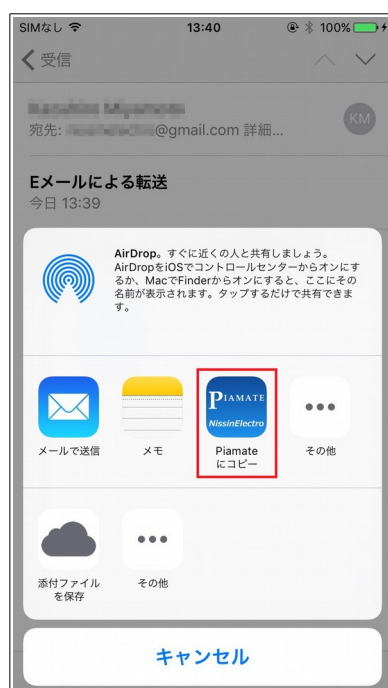 SIMなし 13:40 100%
受信
KM
宛先: @gmail.com 詳細...
Eメールによる転送
今日 13:39
AirDrop。すぐに近くの人と共有しましょう。
AirDropをiOSでコントロールセンターからオンにす
るか、MacでFinderからオンにすると、ここにその
名前が表示されます。タップするだけで共有できま
す。
PIAMATE
NissinElectro
メールで送信 メモ Piamate その他
にコピー
添付ファイル その他
を保存
キャンセル